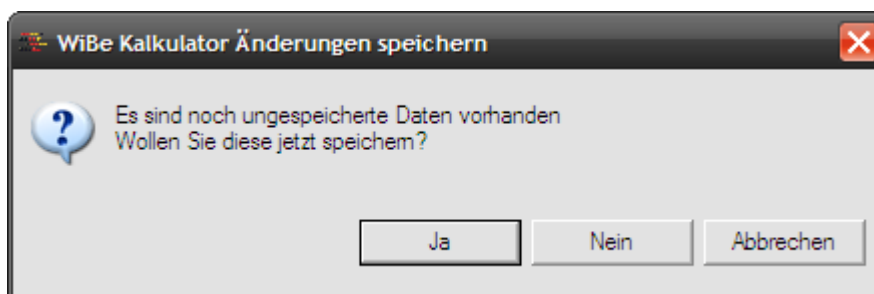 WiBe Kalkulator Änderungen speichern
Es sind noch ungespeicherte Daten vorhanden
Wollen Sie diese jetzt speichern?
Ja Nein Abbrechen